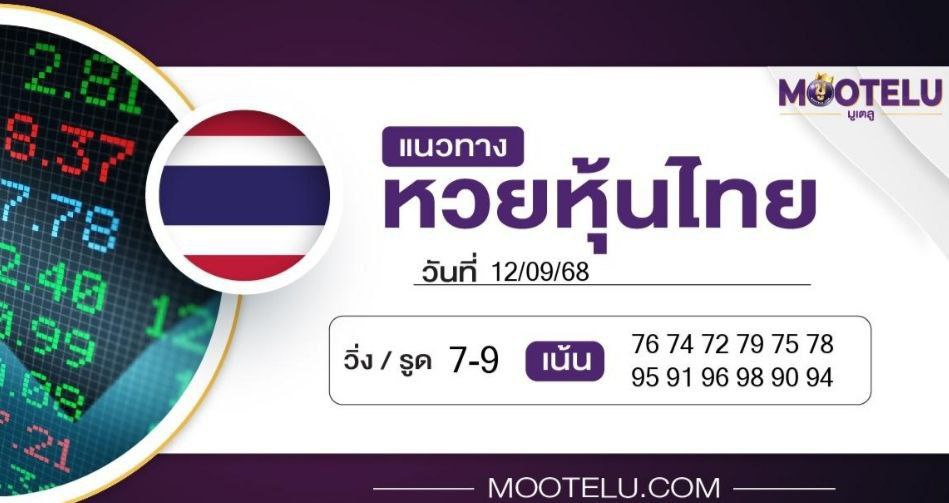 MOOTELU
มูเตลู
แนวทาง
หวยหุ้นไทย
วันที่ 12/09/68
วิ่ง / รูด 7-9 เน้น
76 74 72 79 75 78
95 91 96 98 90 94
MOOTELU.COM
2.81
8.37
7.78
2.40